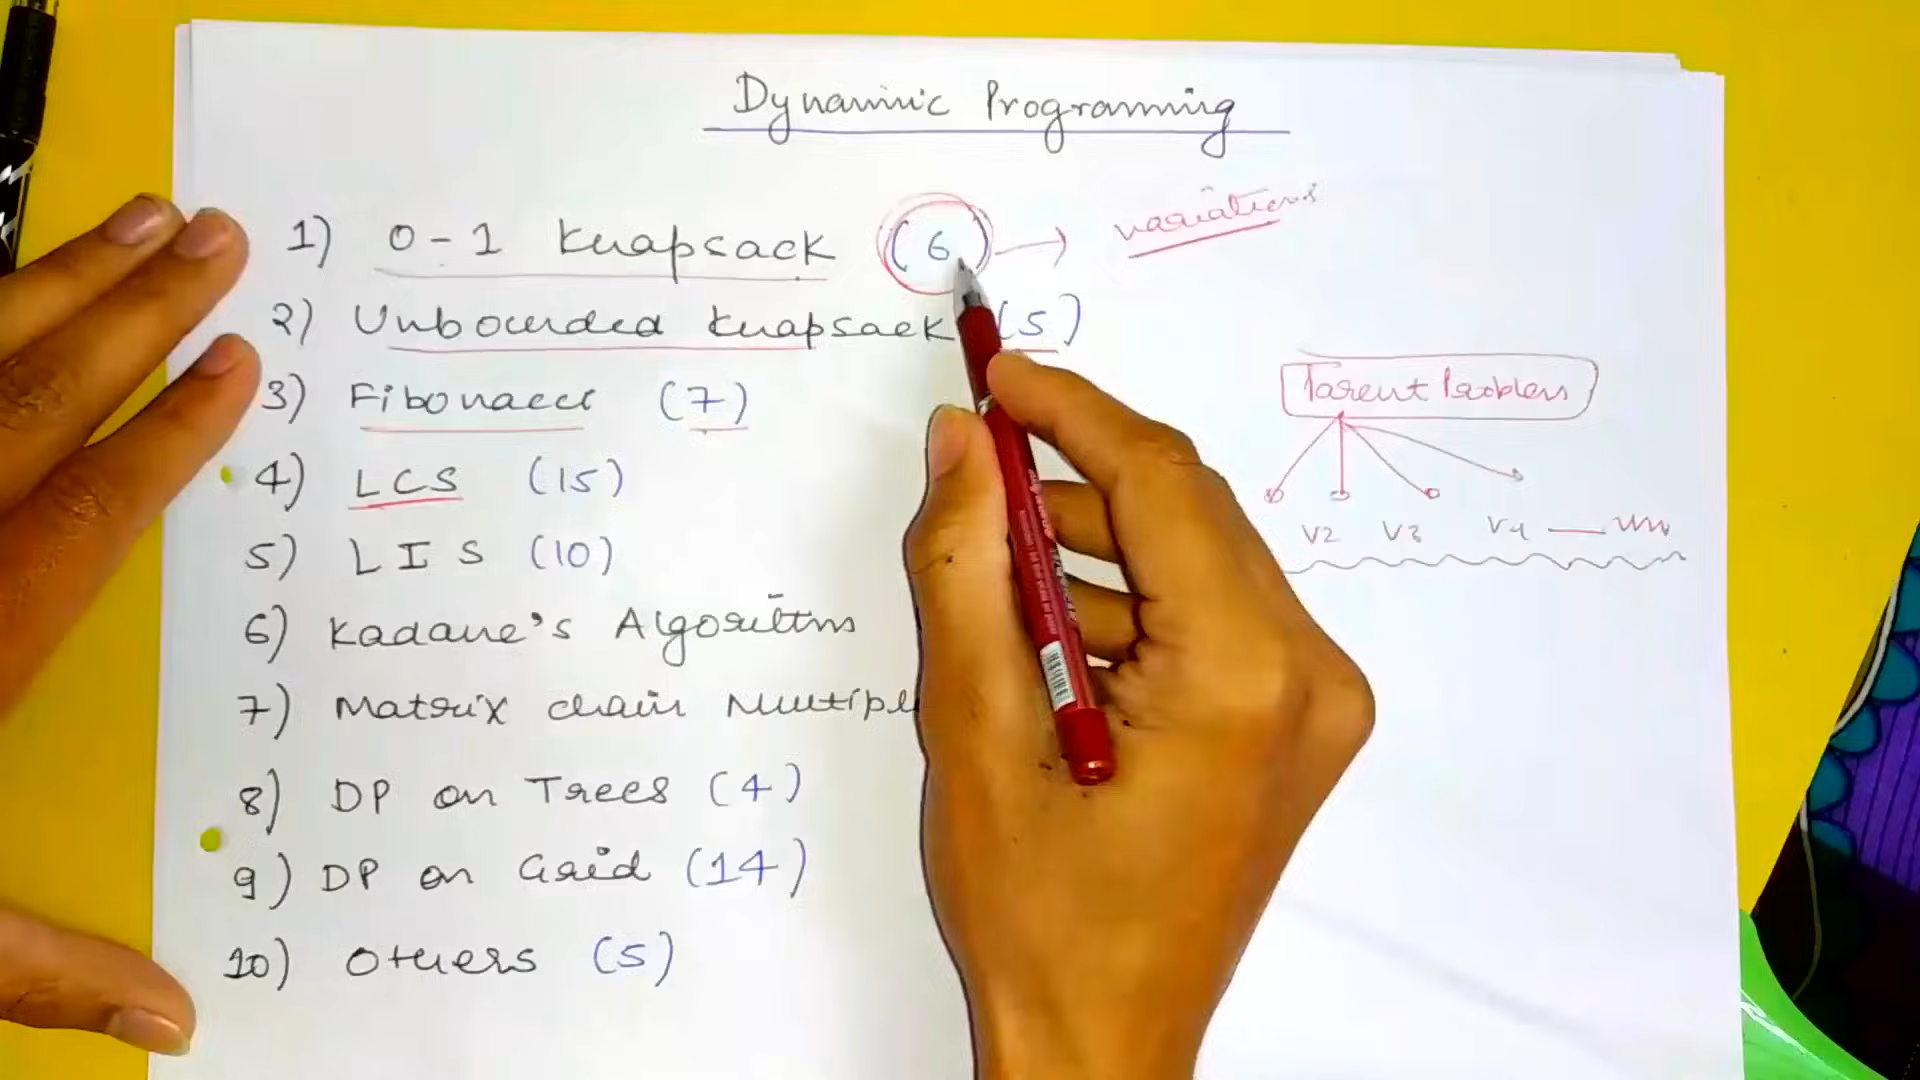 Dynamic Programming
1) 0-1 Knapsack (6) → variations
2) Unbounded Knapsack (5)
3) Fibonacci (7)
4) LCS (15)
5) LIS (10)
6) Kadane's Algorithm
7) Matrix chain Multipl
8) DP on Trees (4)
9) DP on Grid (14)
10) Others (5)
Parent Problem
V2 V3 V4